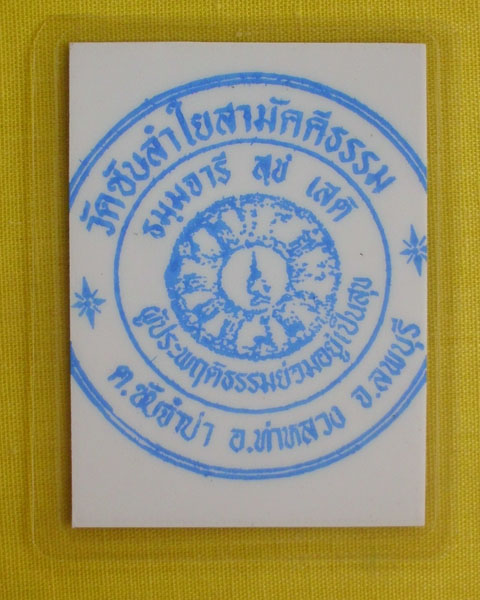 วัดซับลำใยสามัคคีธรรม
ธมฺมจารี สุขํ เสติ
ผู้ประพฤติธรรมย่อมอยู่เป็นสุข
ต.ซับจำปา อ.ท่าหลวง จ.ลพบุรี